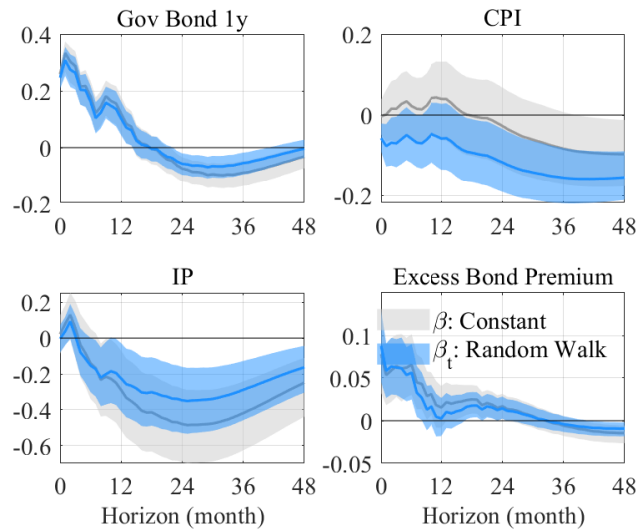 Gov Bond 1y
0.4
0.2
0
-0.2
0 12 24 36 48
CPI
0.2
0
-0.2
0 12 24 36 48
IP
0.2
0
-0.2
-0.4
-0.6
0 12 24 36 48
Horizon (month)
Excess Bond Premium
β: Constant
βt: Random Walk
0.1
0.05
0
-0.05
0 12 24 36 48
Horizon (month)